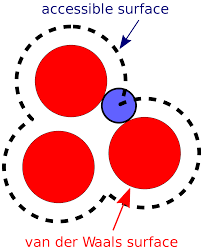 accessible surface
van der Waals surface